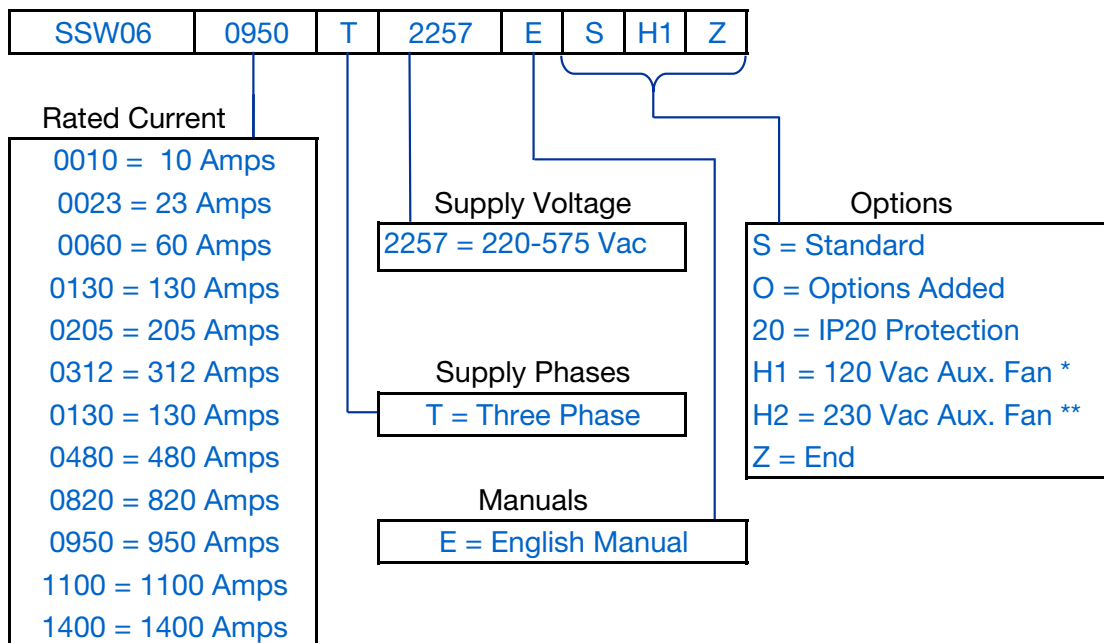 SSW06 0950 T 2257 E S H1 Z
Rated Current
0010 = 10 Amps
0023 = 23 Amps
0060 = 60 Amps
0130 = 130 Amps
0205 = 205 Amps
0312 = 312 Amps
0130 = 130 Amps
0480 = 480 Amps
0820 = 820 Amps
0950 = 950 Amps
1100 = 1100 Amps
1400 = 1400 Amps
Supply Voltage
2257 = 220-575 Vac
Supply Phases
T = Three Phase
Manuals
E = English Manual
Options
S = Standard
O = Options Added
20 = IP20 Protection
H1 = 120 Vac Aux. Fan *
H2 = 230 Vac Aux. Fan **
Z = End